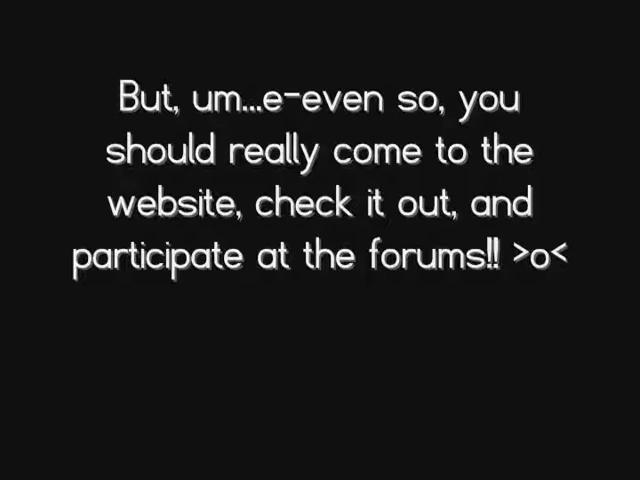 But, um...e-even so, you
should really come to the
website, check it out, and
participate at the forums!! >o<